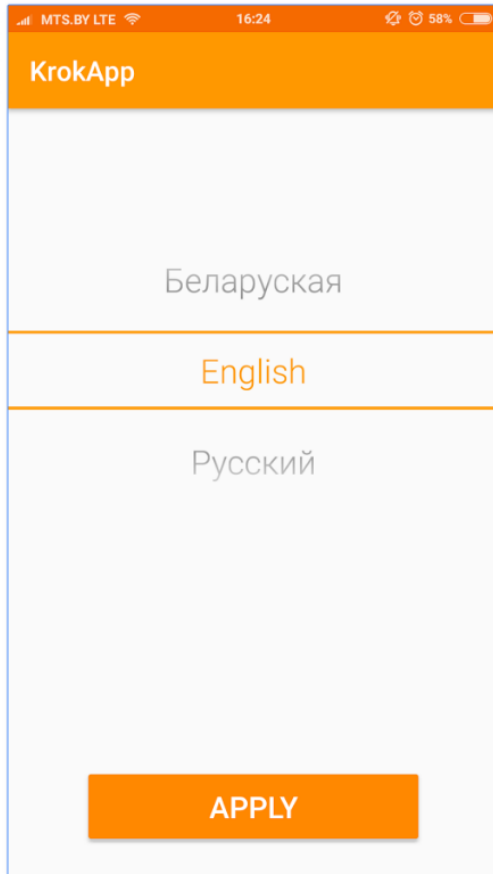 MTS.BY LTE 16:24 58%
KrokApp
Беларуская
English
Русский
APPLY